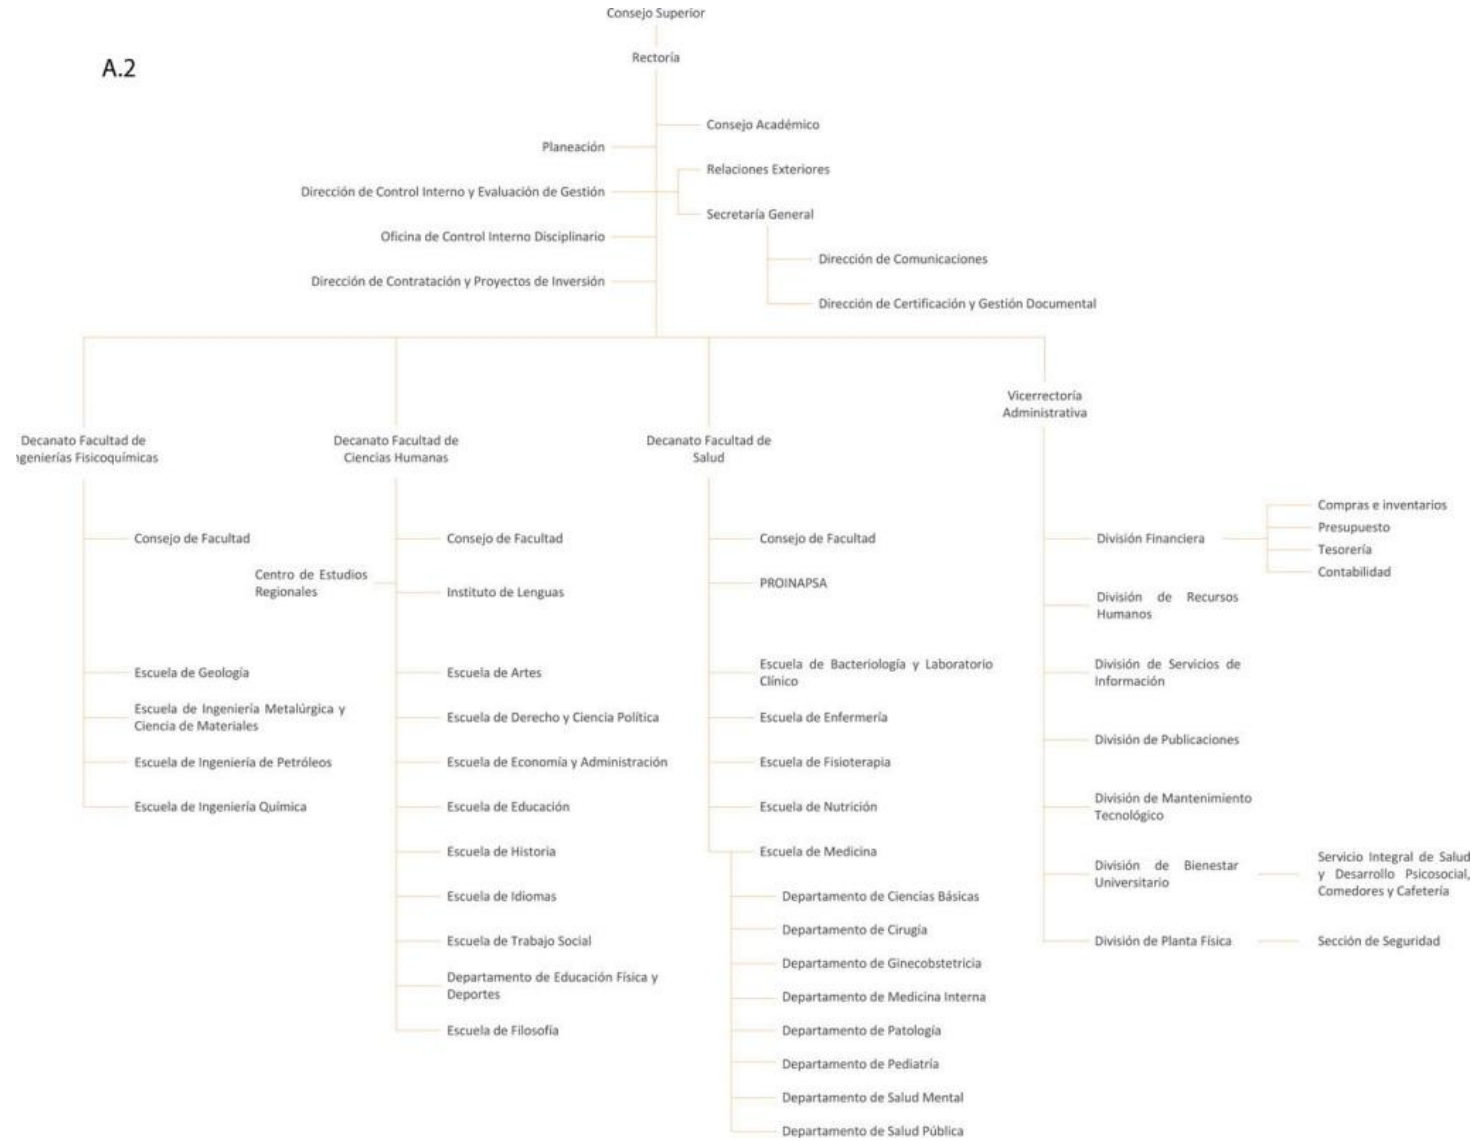 Consejo Superior
A.2
Rectoría
Consejo Académico
Planeación
Relaciones Exteriores
Dirección de Control Interno y Evaluación de Gestión
Secretaría General
Oficina de Control Interno Disciplinario
Dirección de Comunicaciones
Dirección de Contratación y Proyectos de Inversión
Dirección de Certificación y Gestión Documental
Decanato Facultad de
ngenierías Fisicoquímicas
Consejo de Facultad
Escuela de Geología
Escuela de Ingeniería Metalúrgica y
Ciencia de Materiales
Escuela de Ingeniería de Petróleos
Escuela de Ingeniería Química
Decanato Facultad de
Ciencias Humanas
Consejo de Facultad
Centro de Estudios
Regionales
Instituto de Lenguas
Escuela de Artes
Escuela de Derecho y Ciencia Política
Escuela de Economía y Administración
Escuela de Educación
Escuela de Historia
Escuela de Idiomas
Escuela de Trabajo Social
Departamento de Educación Física y
Deportes
Escuela de Filosofía
Decanato Facultad de
Salud
Consejo de Facultad
PROINAPSA
Escuela de Bacteriología y Laboratorio
Clínico
Escuela de Enfermería
Escuela de Fisioterapia
Escuela de Nutrición
Escuela de Medicina
Departamento de Ciencias Básicas
Departamento de Cirugía
Departamento de Ginecobstetricia
Departamento de Medicina Interna
Departamento de Patología
Departamento de Pediatría
Departamento de Salud Mental
Departamento de Salud Pública
Vicerrectoría
Administrativa
División Financiera
Compras e inventarios
Presupuesto
Tesorería
Contabilidad
División de Recursos
Humanos
División de Servicios de
Información
División de Publicaciones
División de Mantenimiento
Tecnológico
División de Bienestar
Universitario
Servicio Integral de Salud
y Desarrollo Psicosocial,
Comedores y Cafetería
División de Planta Física
Sección de Seguridad